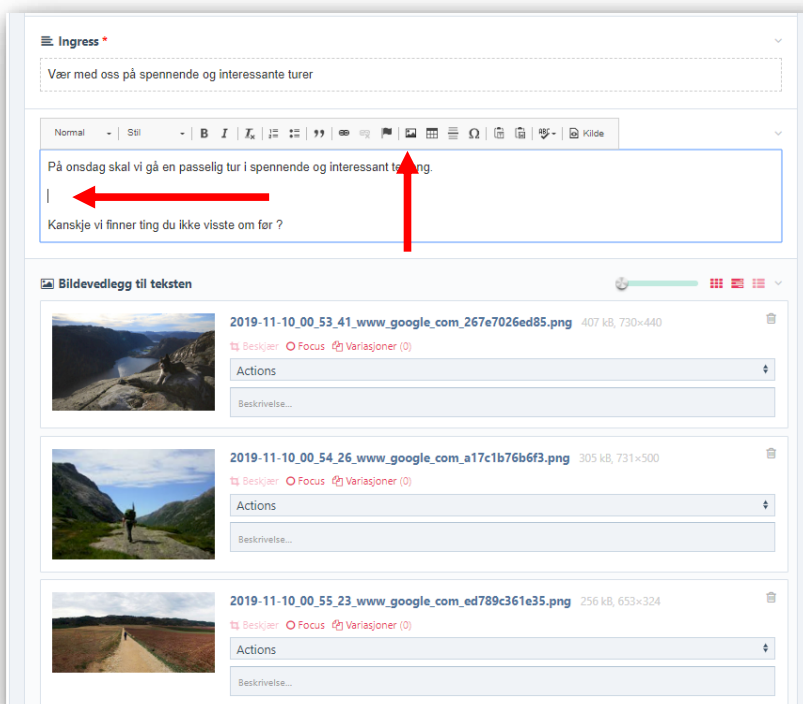 Ingress *
Vær med oss på spennende og interessante turer
Normal Stil B I Tx Ω Kilde
På onsdag skal vi gå en passelig tur i spennende og interessant te ng.
Kanskje vi finner ting du ikke visste om før ?
Bildevedlegg til teksten
2019-11-10_00_53_41_www_google_com_267e7026ed85.png 407 kB, 730×440
Beskjær Focus Variasjoner (0)
Actions
Beskrivelse...
2019-11-10_00_54_26_www_google_com_a17c1b76b6f3.png 305 kB, 731×500
Beskjær Focus Variasjoner (0)
Actions
Beskrivelse...
2019-11-10_00_55_23_www_google_com_ed789c361e35.png 256 kB, 653×324
Beskjær Focus Variasjoner (0)
Actions
Beskrivelse...